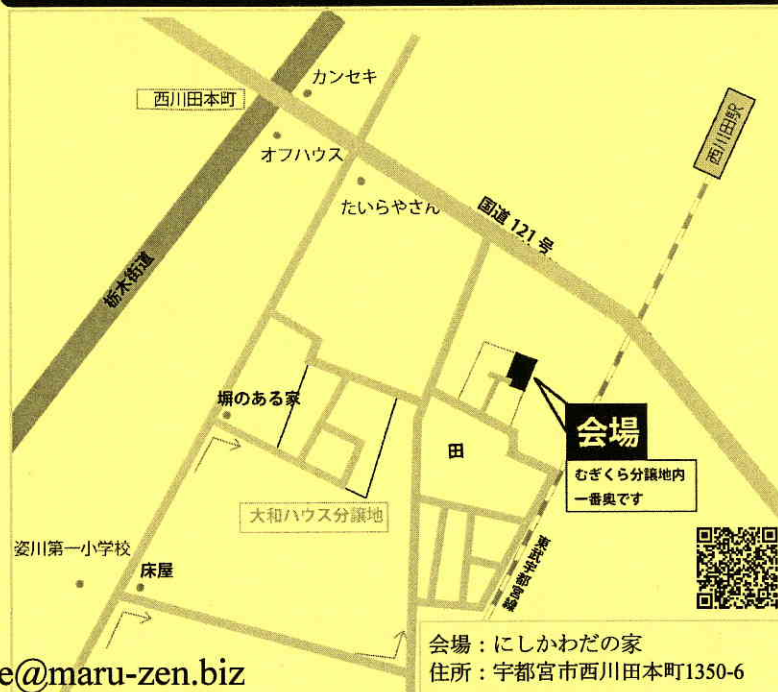 カンセキ
西川田本町
オフハウス
たいらやさん
西川田駅
国道 121 号
栃木街道
塀のある家
会場
むぎくら分譲地内
一番奥です
田
大和ハウス分譲地
東武宇都宮線
姿川第一小学校
床屋
会場：にしかわだの家
住所：宇都宮市西川田本町1350-6
e@maru-zen.biz